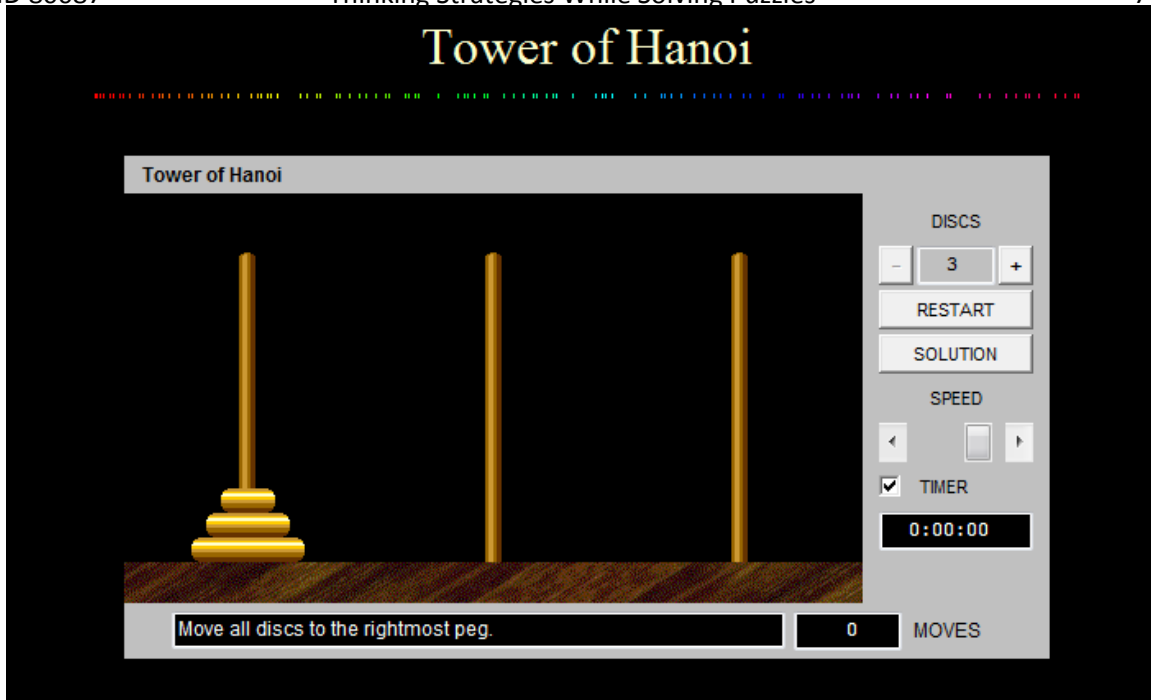 Thinking Strategies While Solving Puzzles
Tower of Hanoi
Tower of Hanoi
DISCS
- 3 +
RESTART
SOLUTION
SPEED
TIMER
0:00:00
Move all discs to the rightmost peg.
0 MOVES